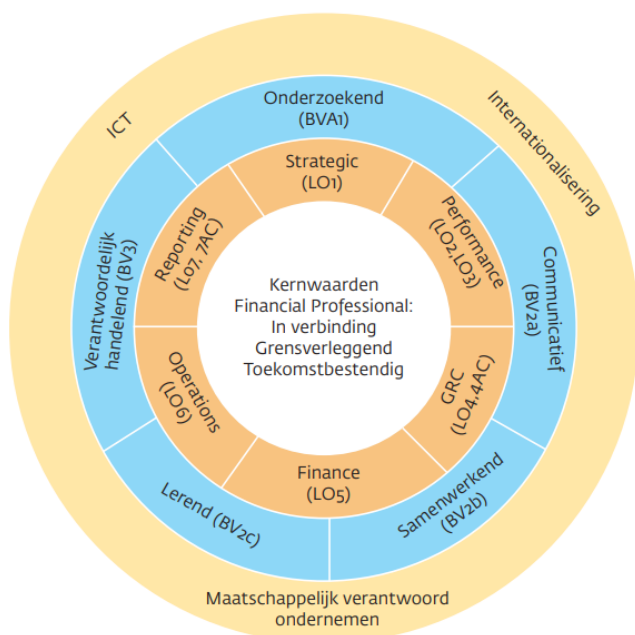 ICT
Internationalisering
Maatschappelijk verantwoord
ondernemen
Onderzoekend
(BVA1)
Communicatief
(BV2a)
Samenwerkend
(BV2b)
Lerend (BV2c)
Verantwoordelijk
handelend (BV3)
Strategic
(LO1)
Performance
(LO2,LO3)
GRC
(LO4,4AC)
Finance
(LO5)
Operations
(LO6)
Reporting
(Lo7, 7AC)
Kernwaarden
Financial Professional:
In verbinding
Grensverleggend
Toekomstbestendig